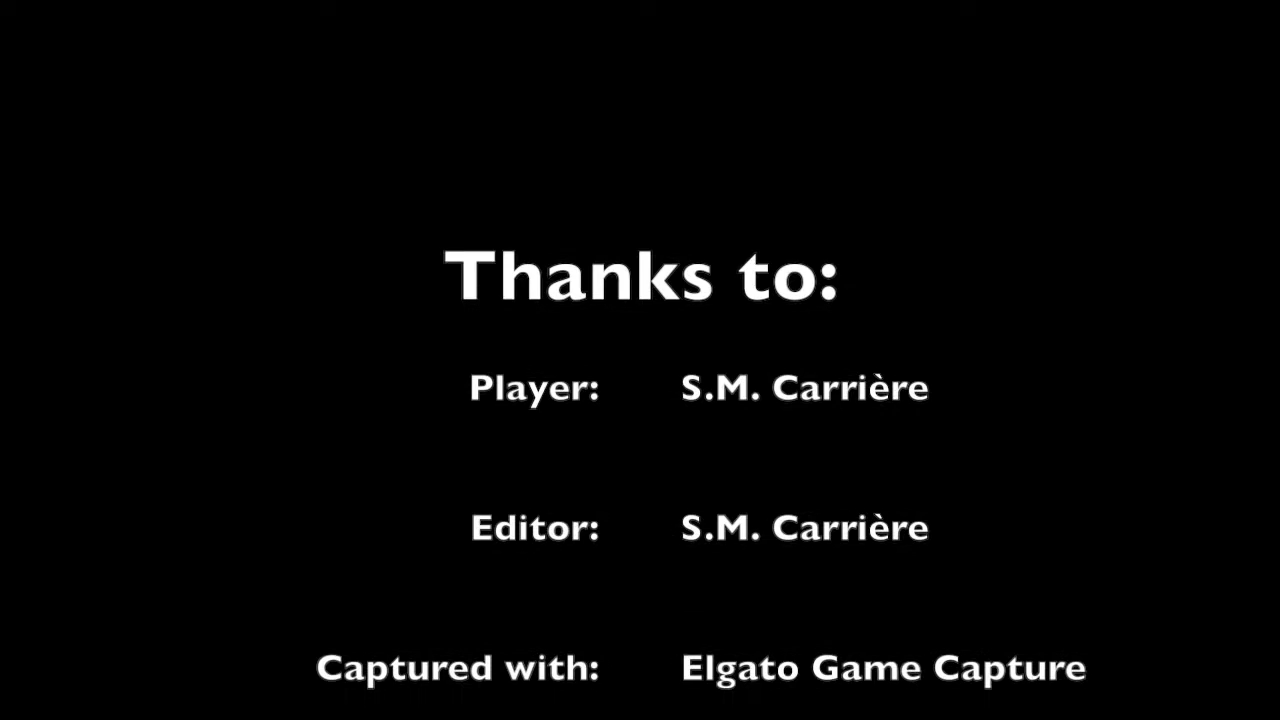 Thanks to:
Player: S.M. Carrière
Editor: S.M. Carrière
Captured with: Elgato Game Capture